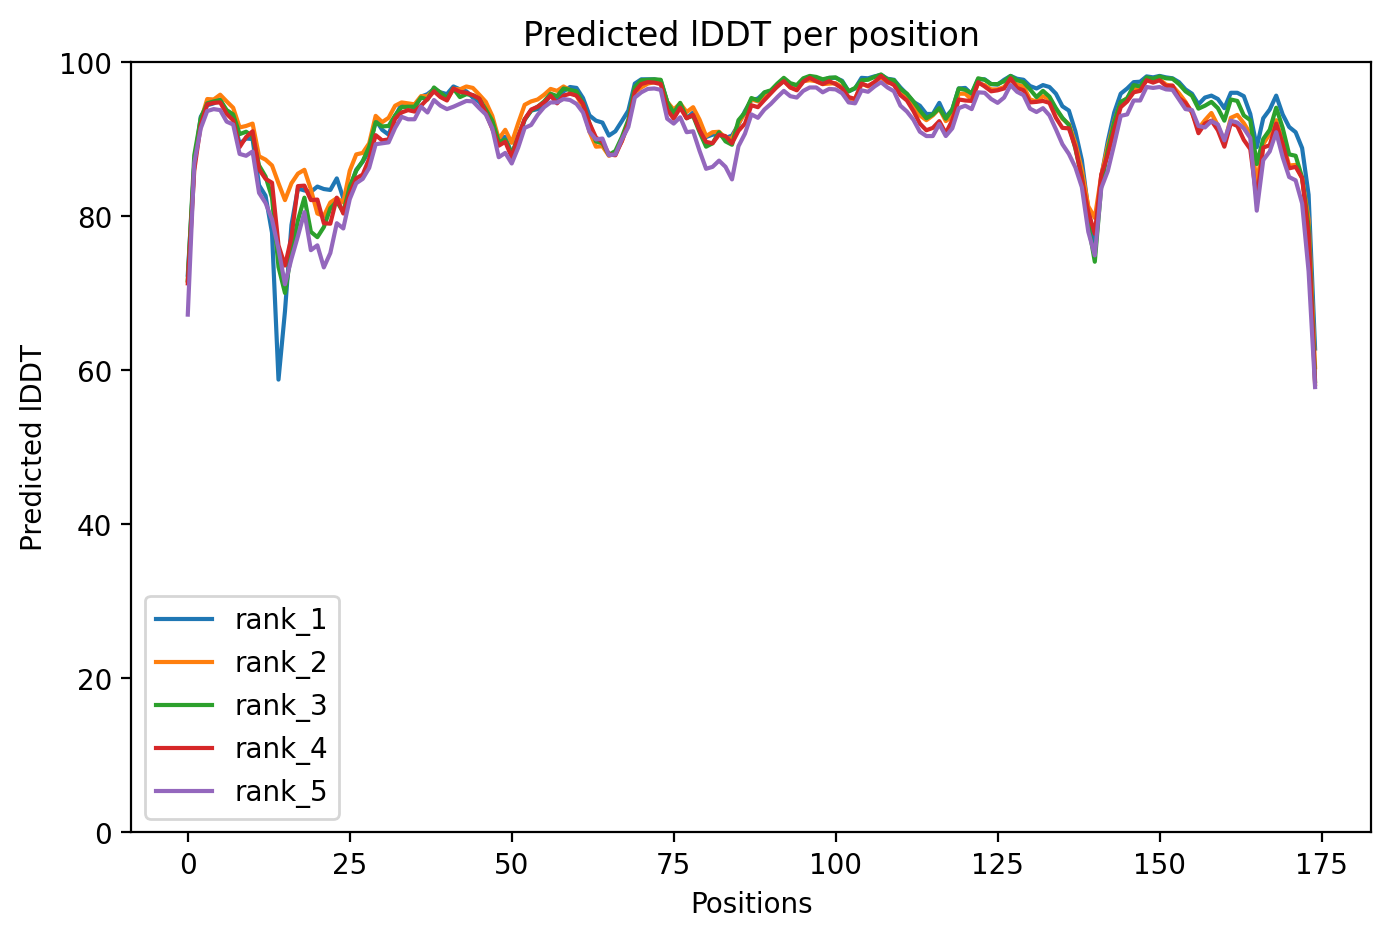 Predicted lDDT per position
100
80
60
40
20
0
Predicted lDDT
rank_1
rank_2
rank_3
rank_4
rank_5
0 25 50 75 100 125 150 175
Positions